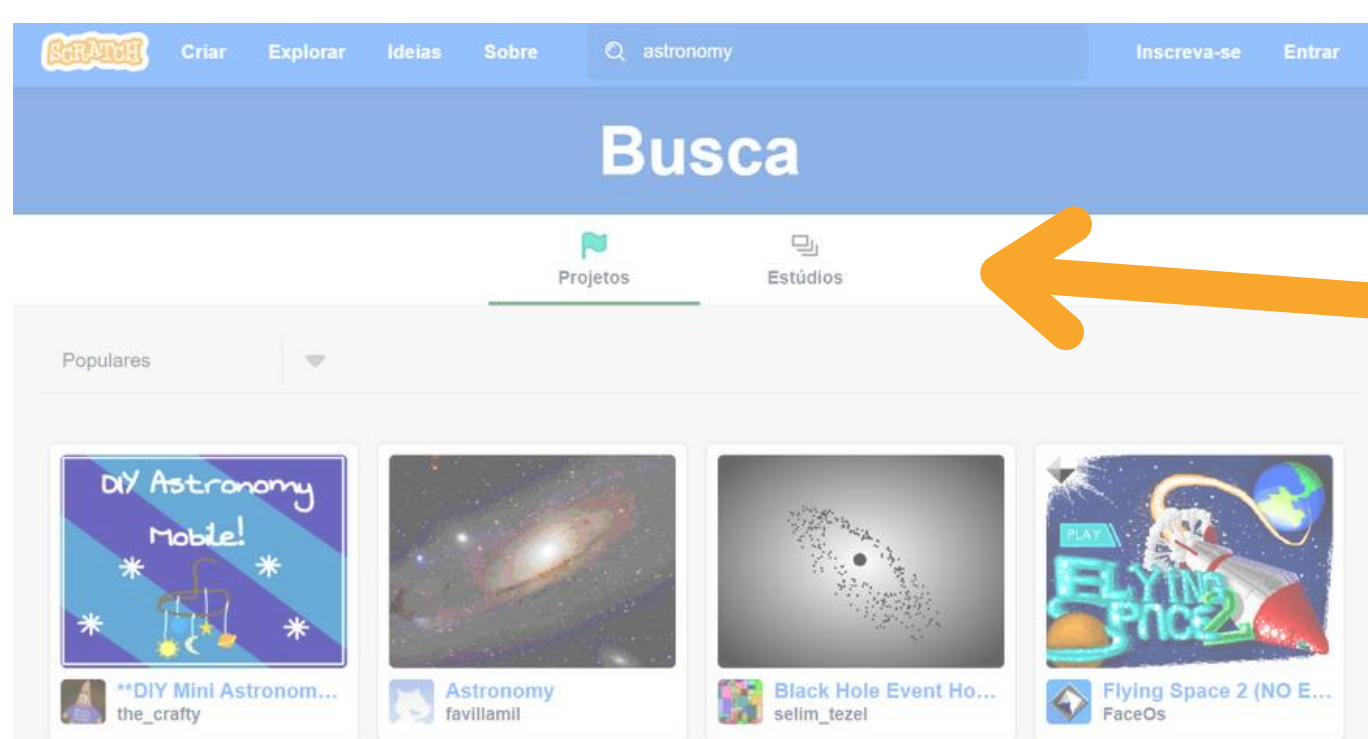 SCRATCH Criar Explorar Ideias Sobre astronomy Inscreva-se Entrar
Busca
Projetos Estúdios
Populares
DIY Astronomy
Mobile!
PLAY
FLYING
SPACE 2
**DIY Mini Astronom... Astronomy Black Hole Event Ho... Flying Space 2 (NO E...
the_crafty favillamil selim_tezel FaceOs